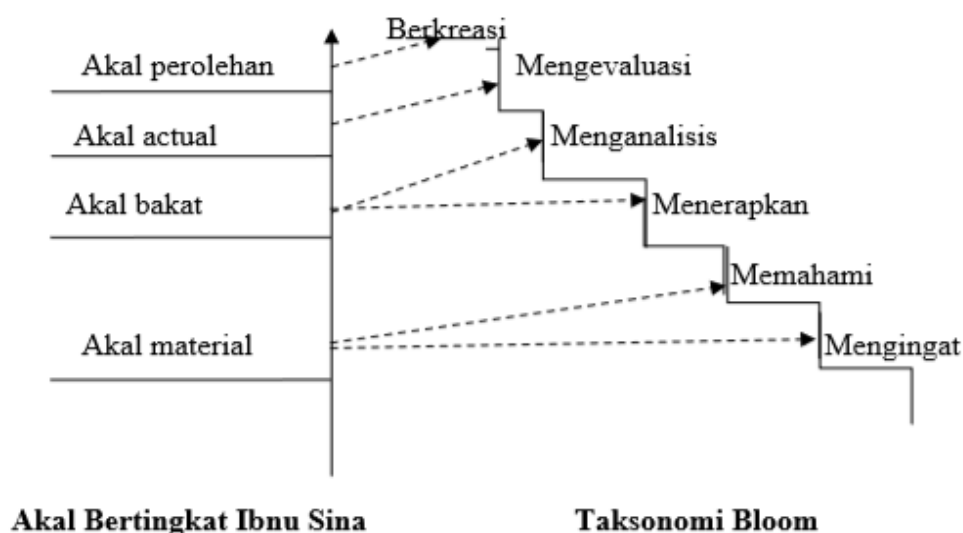 Berkreasi
Akal perolehan
Mengevaluasi
Akal actual
Menganalisis
Akal bakat
Menerapkan
Memahami
Akal material
Mengingat
Akal Bertingkat Ibnu Sina
Taksonomi Bloom